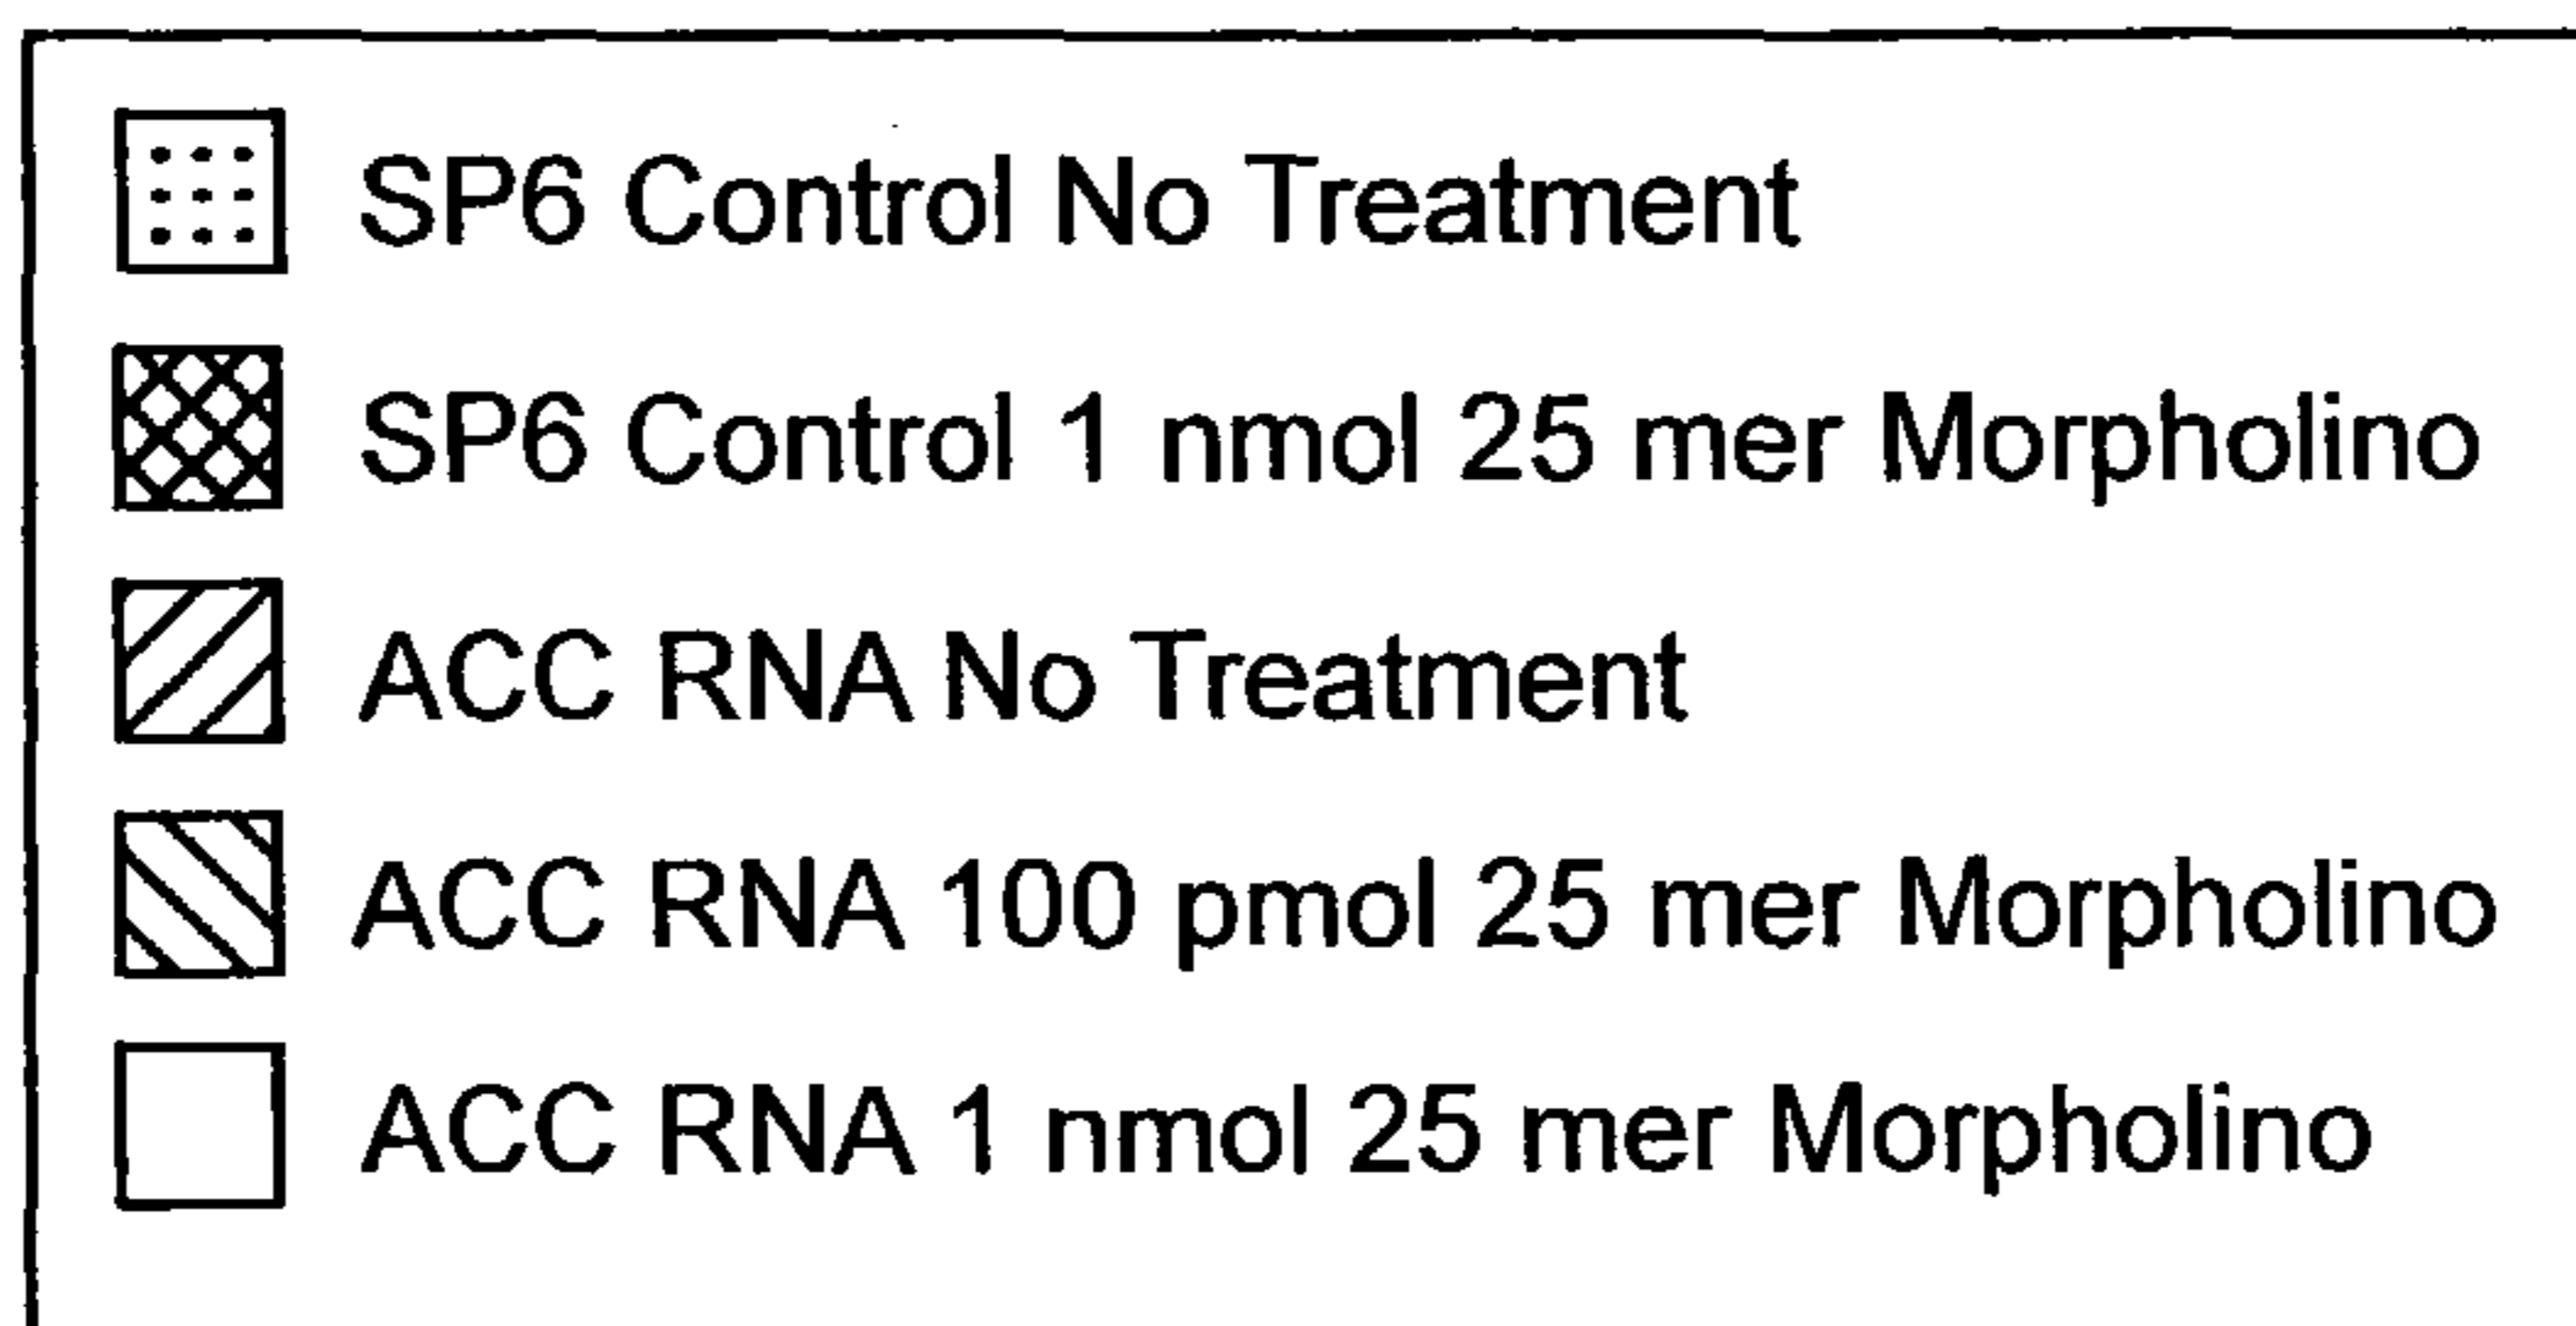 SP6 Control No Treatment
SP6 Control 1 nmol 25 mer Morpholino
ACC RNA No Treatment
ACC RNA 100 pmol 25 mer Morpholino
ACC RNA 1 nmol 25 mer Morpholino